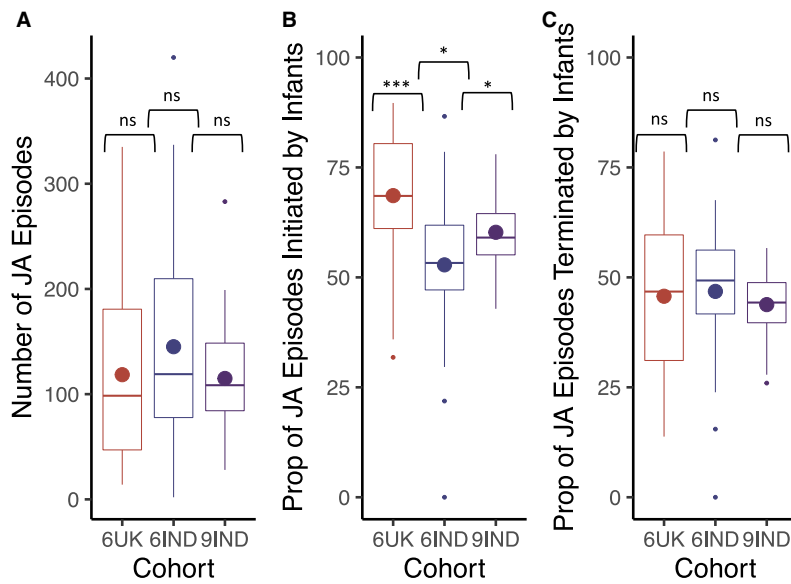 A
Number of JA Episodes
400
300
200
100
0
ns
ns
ns
6UK 6IND 9IND
Cohort
B
Prop of JA Episodes Initiated by Infants
100
75
50
25
0
***
*
*
6UK 6IND 9IND
Cohort
C
Prop of JA Episodes Terminated by Infants
100
75
50
25
0
ns
ns
ns
6UK 6IND 9IND
Cohort